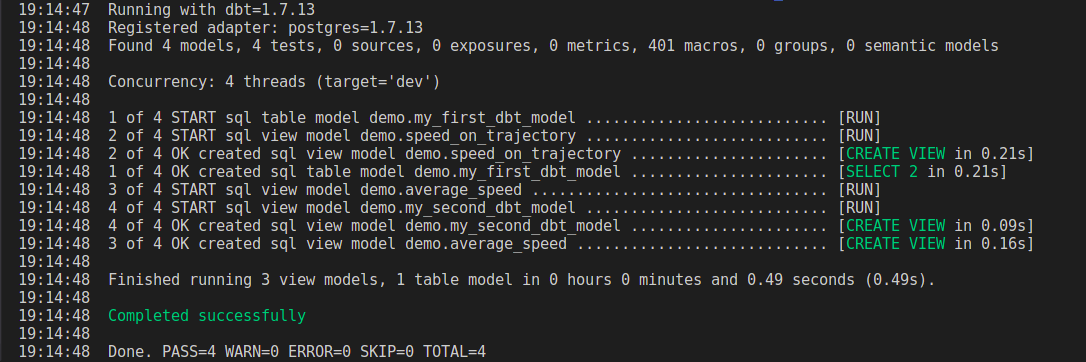 19:14:47  Running with dbt=1.7.13
19:14:48  Registered adapter: postgres=1.7.13
19:14:48  Found 4 models, 4 tests, 0 sources, 0 exposures, 0 metrics, 401 macros, 0 groups, 0 semantic models
19:14:48
19:14:48  Concurrency: 4 threads (target='dev')
19:14:48
19:14:48  1 of 4 START sql table model demo.my_first_dbt_model ........................... [RUN]
19:14:48  2 of 4 START sql view model demo.speed_on_trajectory ........................... [RUN]
19:14:48  2 of 4 OK created sql view model demo.speed_on_trajectory ...................... [CREATE VIEW in 0.21s]
19:14:48  1 of 4 OK created sql table model demo.my_first_dbt_model ...................... [SELECT 2 in 0.21s]
19:14:48  3 of 4 START sql view model demo.average_speed ................................. [RUN]
19:14:48  4 of 4 START sql view model demo.my_second_dbt_model ........................... [RUN]
19:14:48  4 of 4 OK created sql view model demo.my_second_dbt_model ...................... [CREATE VIEW in 0.09s]
19:14:48  3 of 4 OK created sql view model demo.average_speed ............................ [CREATE VIEW in 0.16s]
19:14:48
19:14:48  Finished running 3 view models, 1 table model in 0 hours 0 minutes and 0.49 seconds (0.49s).
19:14:48
19:14:48  Completed successfully
19:14:48
19:14:48  Done. PASS=4 WARN=0 ERROR=0 SKIP=0 TOTAL=4